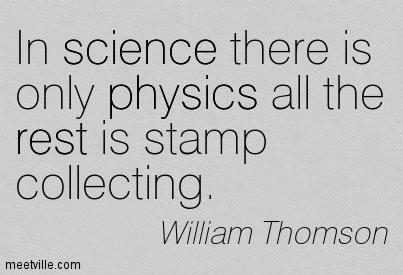 In science there is
only physics all the
rest is stamp
collecting.
William Thomson
meetville.com